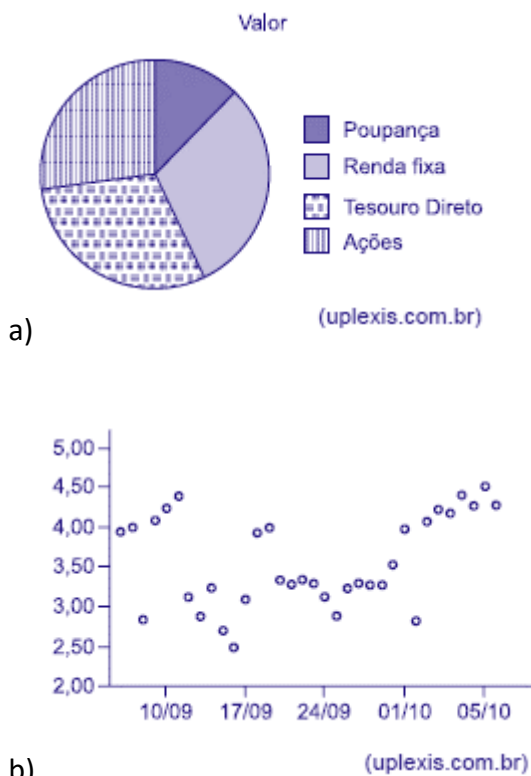 Valor
Poupança
Renda fixa
Tesouro Direto
Ações
(uplexis.com.br)
a)
5,00
4,50
4,00
3,50
3,00
2,50
2,00
10/09 17/09 24/09 01/10 05/10
(uplexis.com.br)
b)